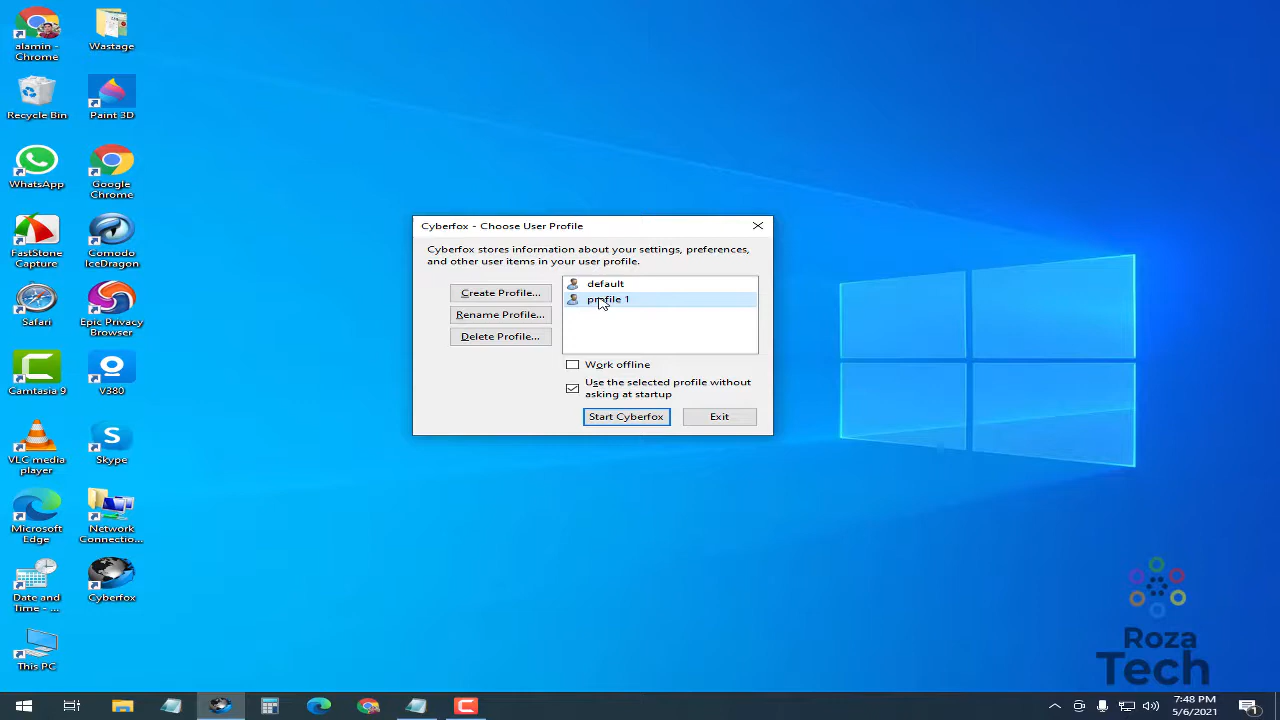 alamin -
Chrome
Wastage
Recycle Bin
Paint 3D
WhatsApp
Google
Chrome
FastStone
Capture
Comodo
IceDragon
Safari
Epic Privacy
Browser
Camtasia 9
V380
VLC media
player
Skype
Microsoft
Edge
Network
Connectio...
Date and
Time - ...
Cyberfox
This PC
Cyberfox - Choose User Profile
Cyberfox stores information about your settings, preferences,
and other user items in your user profile.
Create Profile...
Rename Profile...
Delete Profile...
default
profile 1
Work offline
Use the selected profile without
asking at startup
Start Cyberfox
Exit
Roza
Tech
7:48 PM
5/6/2021
1